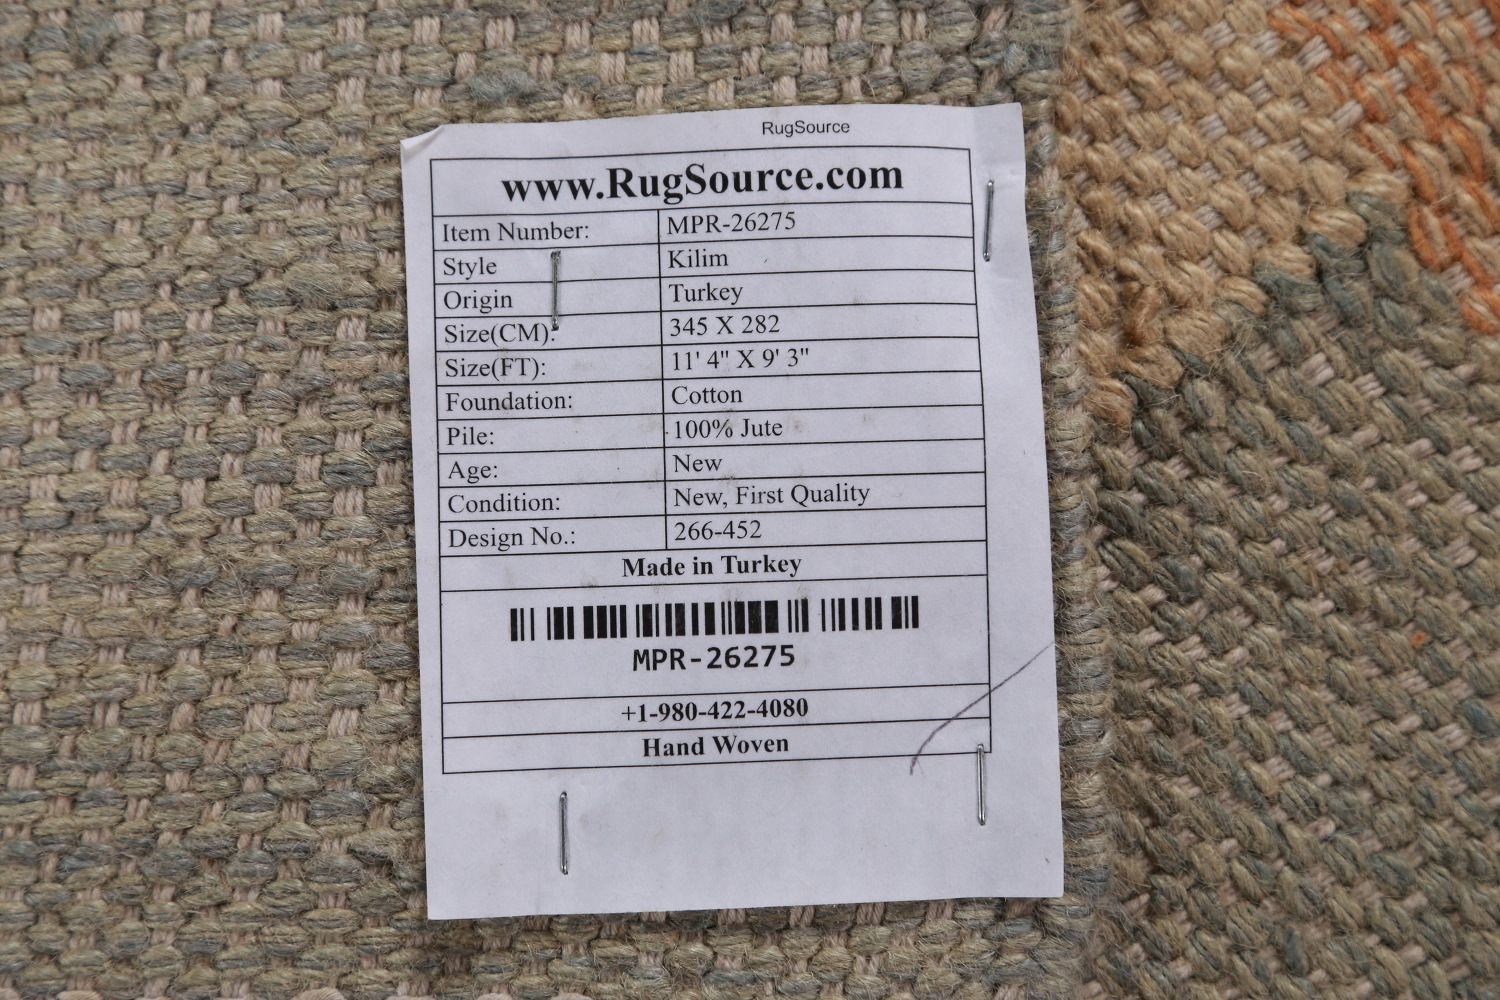 RugSource
www.RugSource.com
Item Number: MPR-26275
Style Kilim
Origin Turkey
Size(CM): 345 X 282
Size(FT): 11' 4" X 9' 3"
Foundation: Cotton
Pile: 100% Jute
Age: New
Condition: New, First Quality
Design No.: 266-452
Made in Turkey
MPR-26275
+1-980-422-4080
Hand Woven